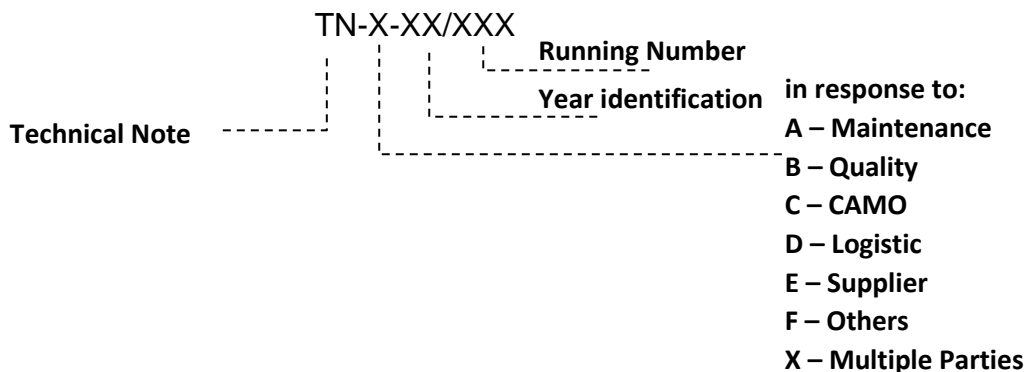 TN-X-XX/XXX
Running Number
Year identification
Technical Note
in response to:
A – Maintenance
B – Quality
C – CAMO
D – Logistic
E – Supplier
F – Others
X – Multiple Parties